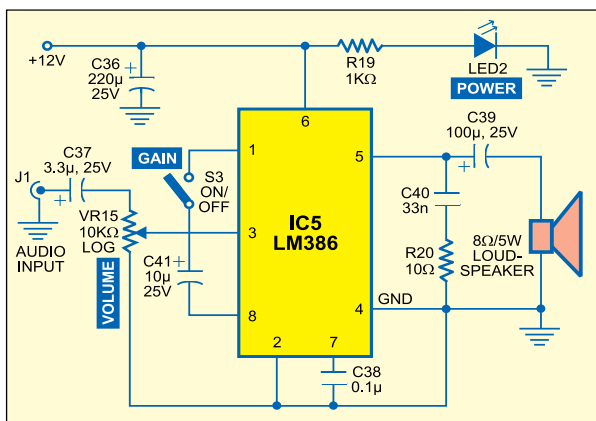 +12V
C36
220µ
25V
+
R19
1KΩ
LED2
POWER
6
C39
100µ, 25V
+
C37
3.3µ, 25V
+
GAIN
1
5
J1
S3
ON/
OFF
C40
33n
VR15
10KΩ
LOG
3
IC5
LM386
AUDIO
INPUT
VOLUME
C41
10µ
25V
+
R20
10Ω
8Ω/5W
LOUD-
SPEAKER
8
4
GND
2
7
C38
0.1µ